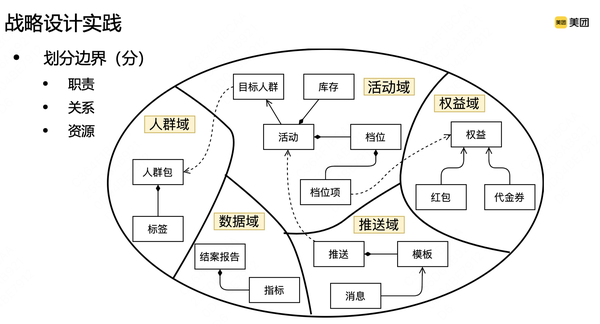 战略设计实践
美团 美团
• 划分边界（分）
• 职责
• 关系
• 资源
目标人群
库存
活动域
权益域
人群域
活动
档位
权益
人群包
档位项
红包
代金券
标签
数据域
推送域
结案报告
推送
模板
指标
消息